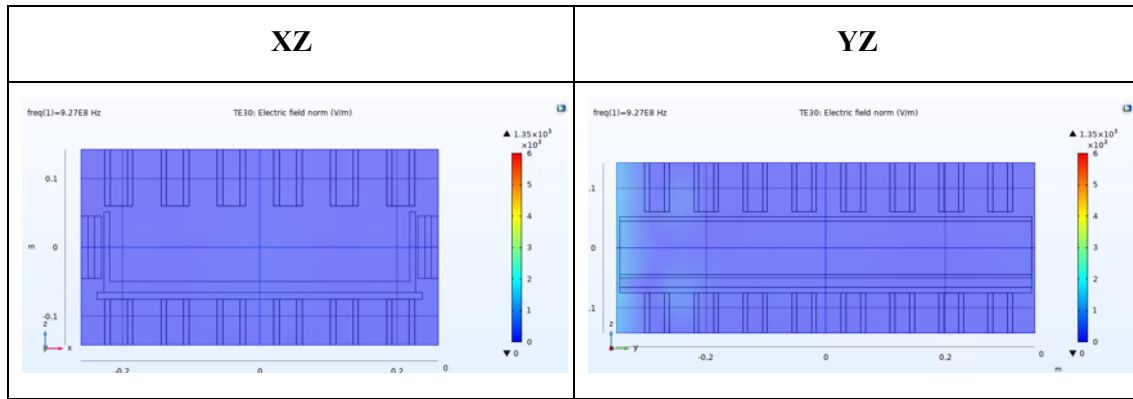 XZ
YZ
freq(1)=9.27E8 Hz
TE30: Electric field norm (V/m)
▲ 1.35×10³
×10³
6
5
4
3
2
1
0
▼ 0
0.1
m
0
-0.1
z
y
x
-0.2
0
0.2
0
freq(1)=9.27E8 Hz
TE30: Electric field norm (V/m)
▲ 1.35×10³
×10³
6
5
4
3
2
1
0
▼ 0
.1
0
.1
z
y
-0.2
0
0.2
0
m